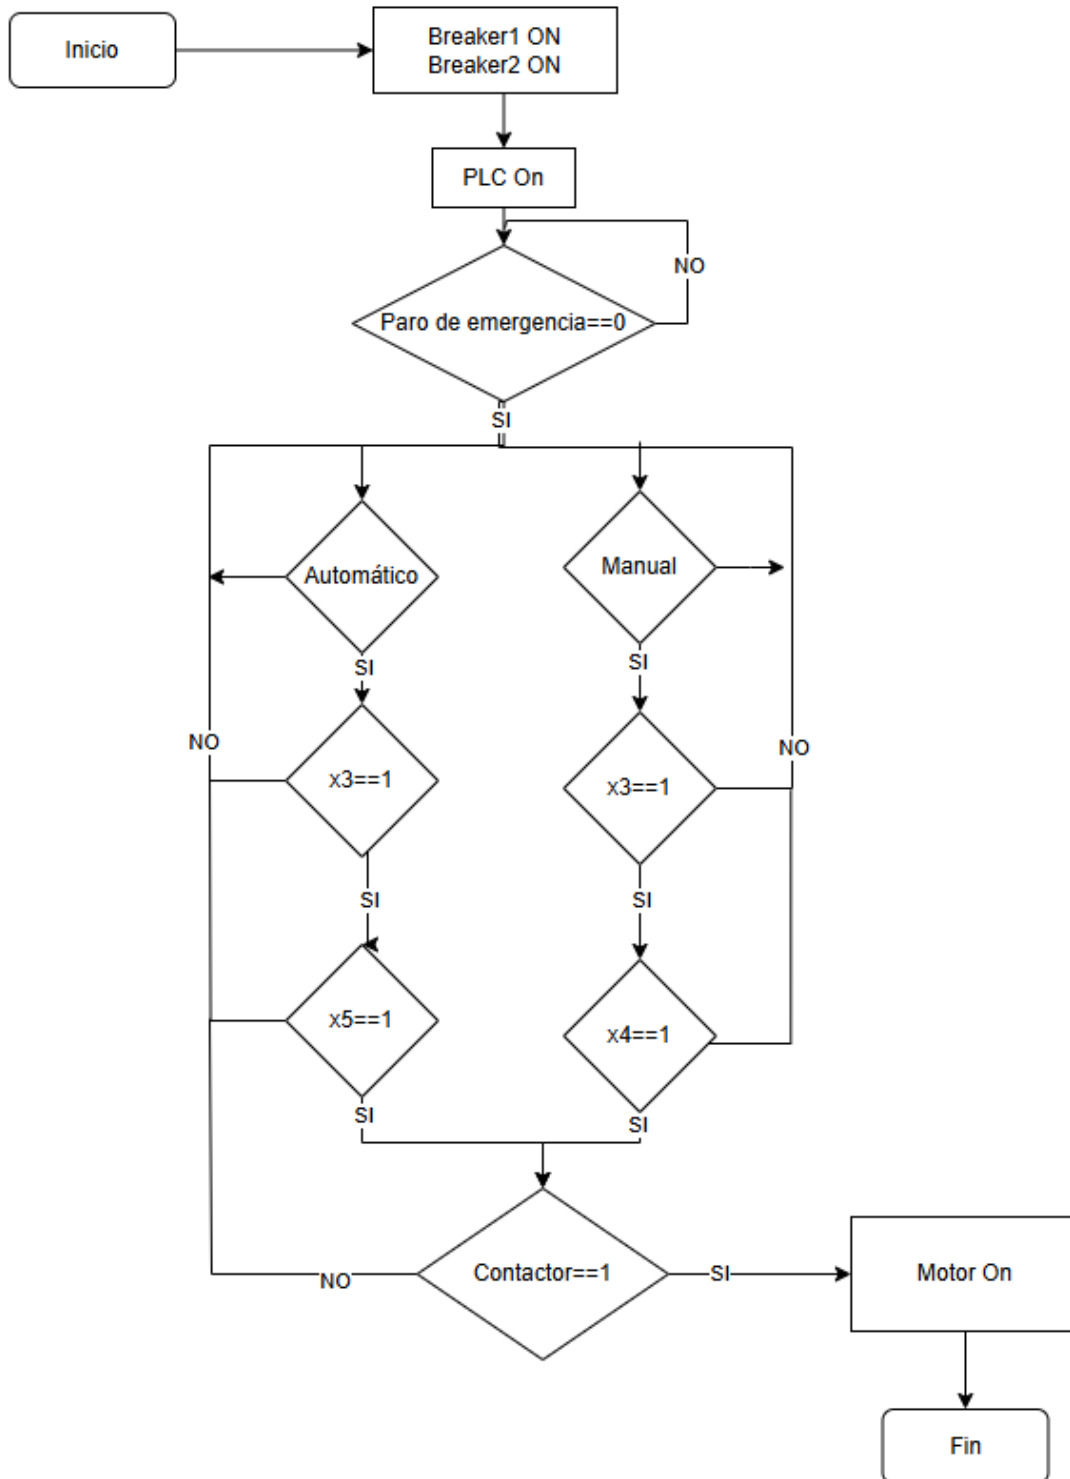 Inicio
Breaker1 ON
Breaker2 ON
PLC On
NO
Paro de emergencia==0
SI
Automático
Manual
SI
SI
NO
NO
x3==1
x3==1
SI
SI
x5==1
x4==1
SI
SI
Contactor==1
NO
SI
Motor On
Fin